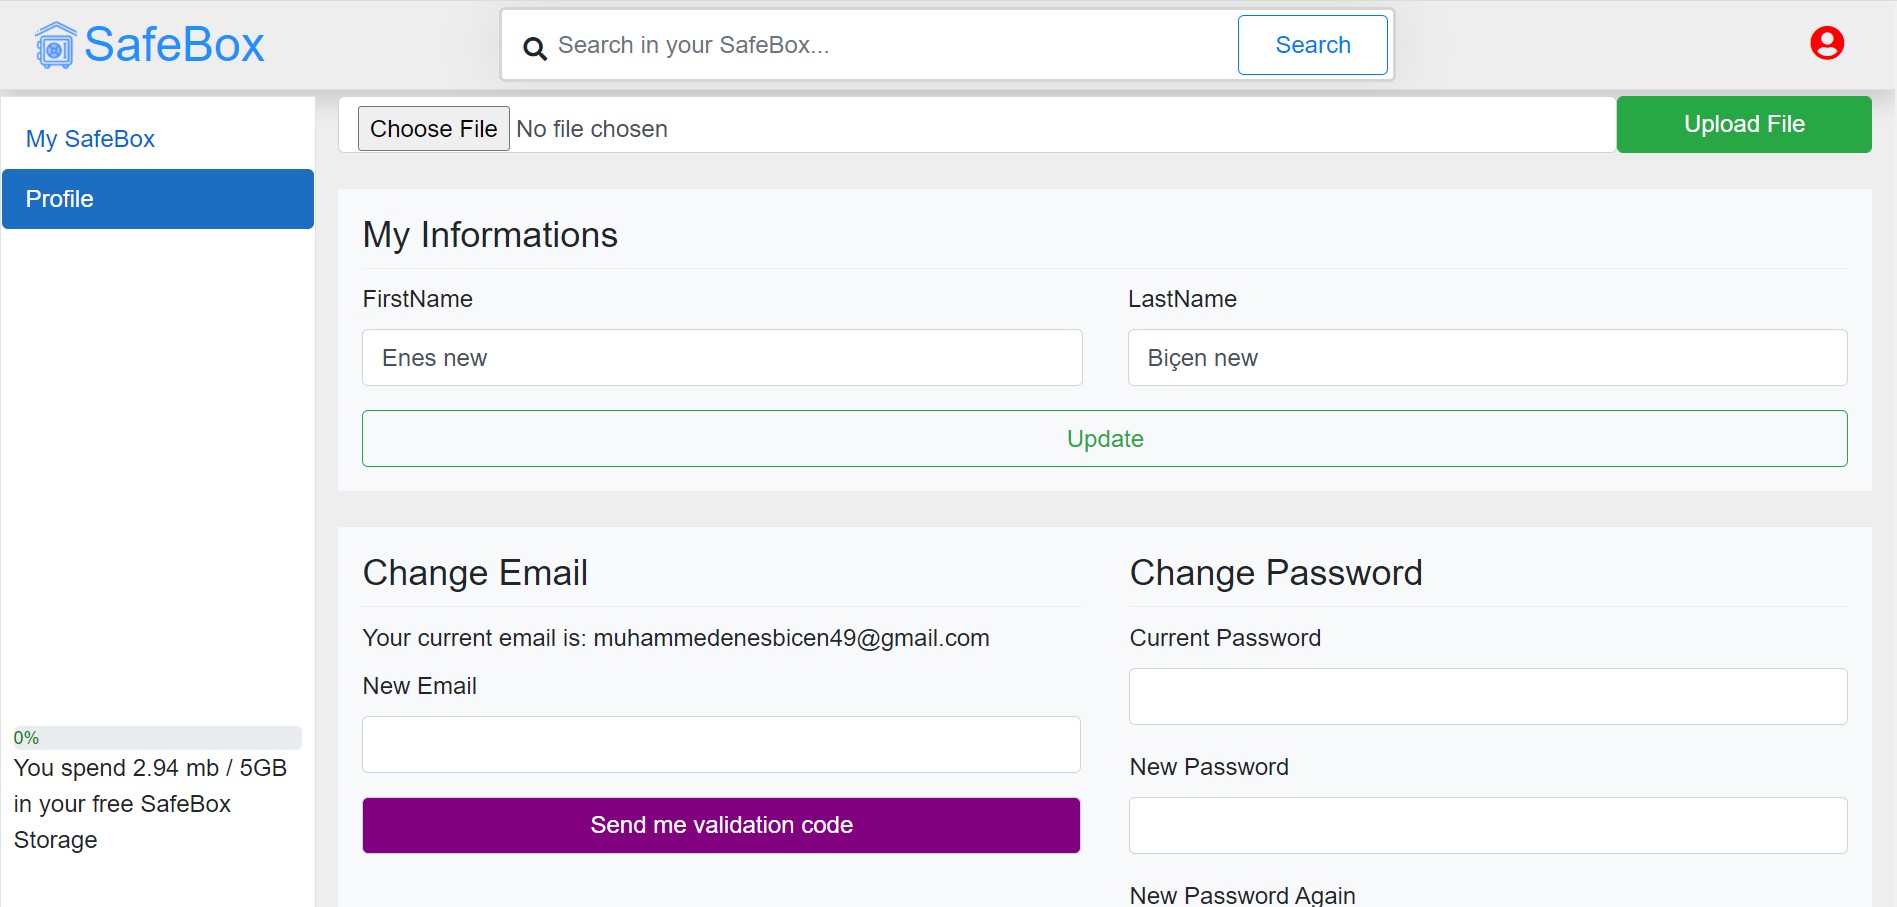 SafeBox
Search in your SafeBox...
Search
My SafeBox
Profile
Choose File No file chosen
Upload File
My Informations
FirstName
LastName
Enes new
Biçen new
Update
Change Email
Your current email is: muhammedenesbicen49@gmail.com
New Email
Send me validation code
Change Password
Current Password
New Password
New Password Again
0%
You spend 2.94 mb / 5GB
in your free SafeBox
Storage